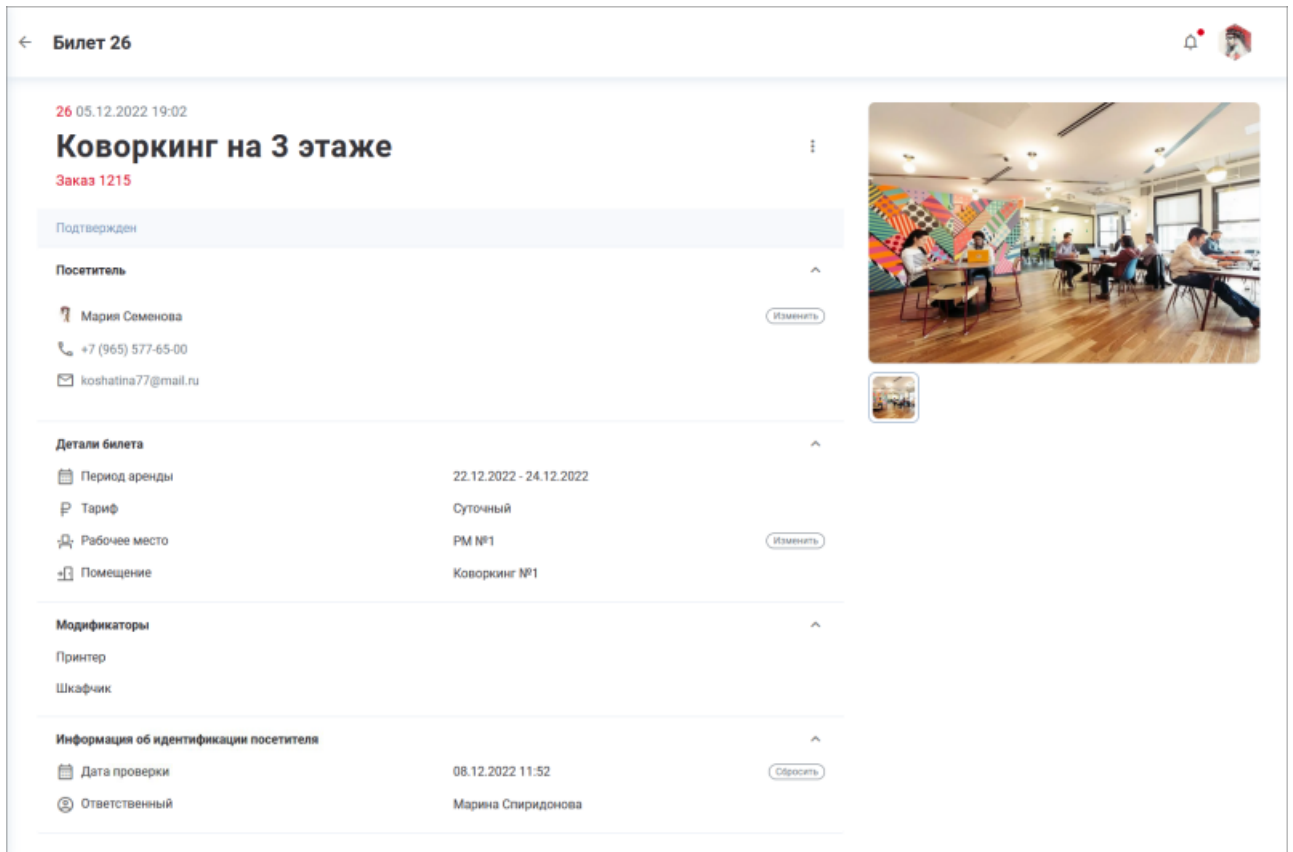 Билет 26
26 05.12.2022 19:02
Коворкинг на 3 этаже
Заказ 1215
Подтвержден
Посетитель
Мария Семенова
Изменить
+7 (965) 577-65-00
koshatina77@mail.ru
Детали билета
Период аренды 22.12.2022 - 24.12.2022
Тариф Суточный
Рабочее место РМ №1 Изменить
Помещение Коворкинг №1
Модификаторы
Принтер
Шкафчик
Информация об идентификации посетителя
Дата проверки 08.12.2022 11:52 Сбросить
Ответственный Марина Спиридонова